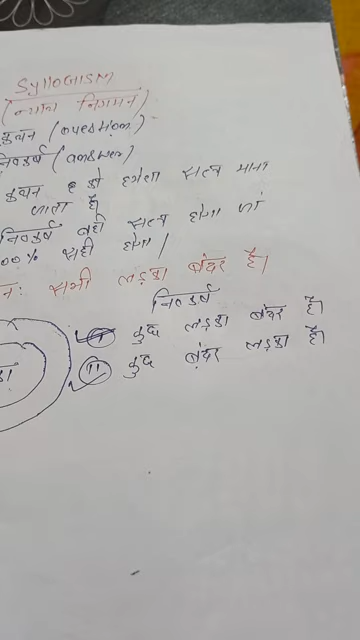 SYLLOGISM
(न्याय निगमन)
कथन (question)
निष्कर्ष (answer)
कथन को हमेशा सत्य माना
जाता है।
निष्कर्ष वही सत्य होगा जो
00% सही होगा।
न: सभी लड़का बंदर है।
निष्कर्ष
I कुछ लड़का बंदर है।
II कुछ बंदर लड़का है।